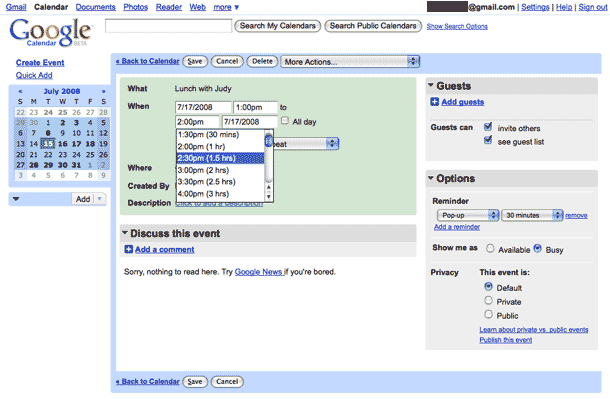 Gmail Calendar Documents Photos Reader Web more ▼
@gmail.com | Settings | Help | Sign out
Google
Calendar BETA
Search My Calendars Search Public Calendars Show Search Options
Create Event
Quick Add
« July 2008 »
S M T W T F S
22 23 24 25 26 27 28
29 30 1 2 3 4 5
6 7 8 9 10 11 12
13 14 15 16 17 18 19
20 21 22 23 24 25 26
27 28 29 30 31 1 2
3 4 5 6 7 8 9
Add
« Back to Calendar Save Cancel Delete More Actions...
What Lunch with Judy
When 7/17/2008 1:00pm to
2:00pm 7/17/2008 All day
1:30pm (30 mins)
2:00pm (1 hr)
2:30pm (1.5 hrs)
3:00pm (2 hrs)
3:30pm (2.5 hrs)
4:00pm (3 hrs)
peat
Where
Created By
Description Click to add a description
Discuss this event
Add a comment
Sorry, nothing to read here. Try Google News if you're bored.
Guests
Add guests
Guests can invite others
see guest list
Options
Reminder
Pop-up 30 minutes remove
Add a reminder
Show me as Available Busy
Privacy This event is:
Default
Private
Public
Learn about private vs. public events
Publish this event
« Back to Calendar Save Cancel